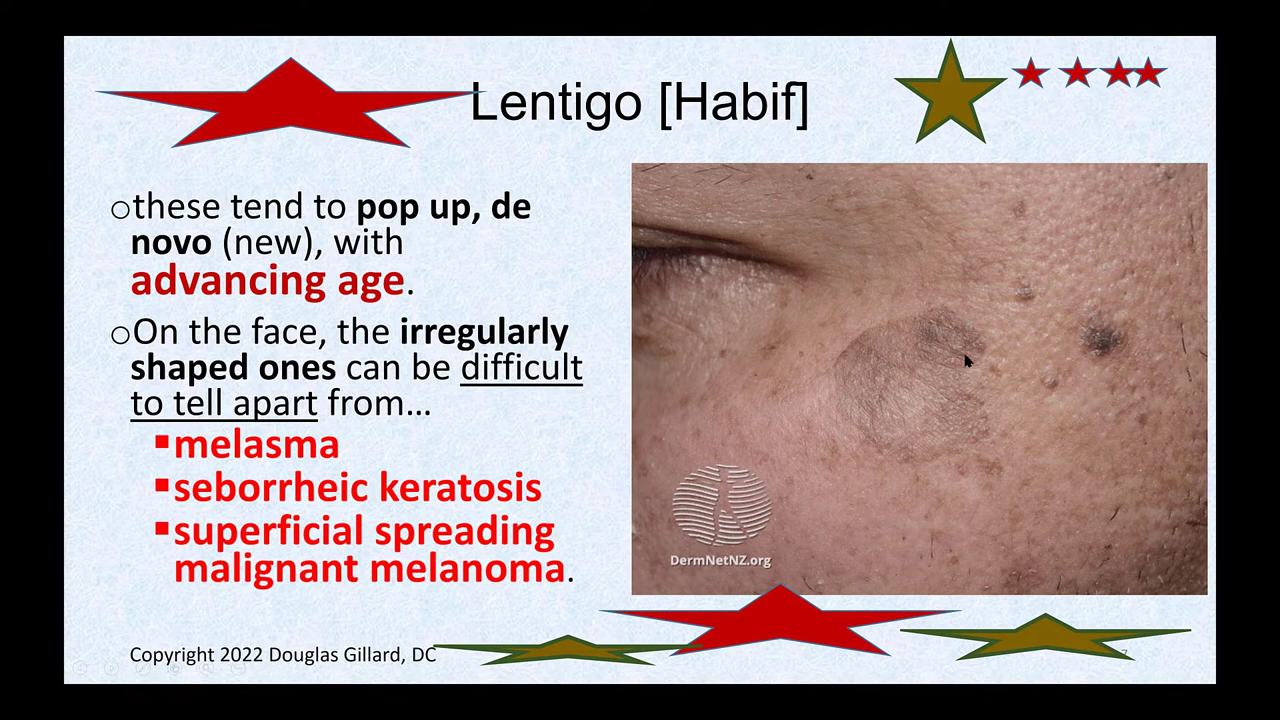 Lentigo [Habif]
these tend to pop up, de
novo (new), with
advancing age.
On the face, the irregularly
shaped ones can be difficult
to tell apart from...
melasma
seborrheic keratosis
superficial spreading
malignant melanoma.
DermNetNZ.org
Copyright 2022 Douglas Gillard, DC
7